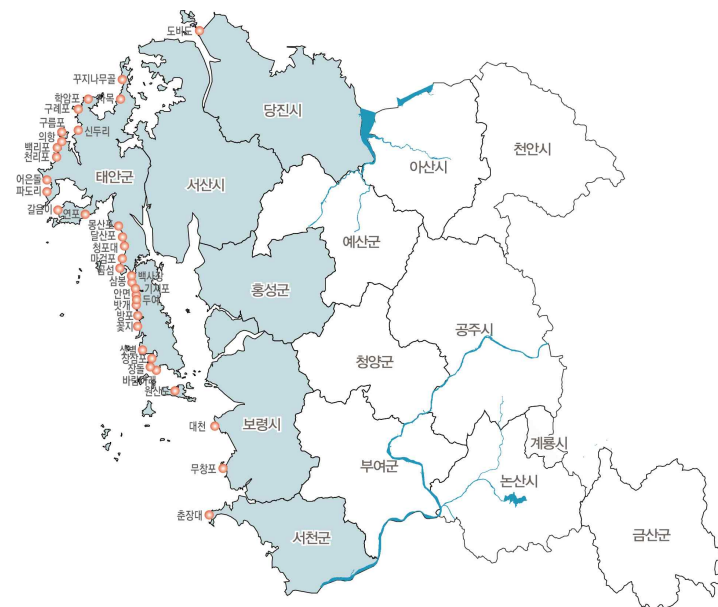 도비도
꾸지나무골
학암포
구례포
신두리
구름포
의항
백리포
천리포
어은돌
파도리
갈음이
연포
몽산포
달산포
청포대
마검포
백사장
삼봉
기지포
안면
두여
밧개
방포
꽃지
장삼포
장돌
바람아래
원산도
대천
무창포
춘장대
당진시
아산시
천안시
태안군
서산시
예산군
홍성군
공주시
청양군
보령시
부여군
계룡시
논산시
서천군
금산군